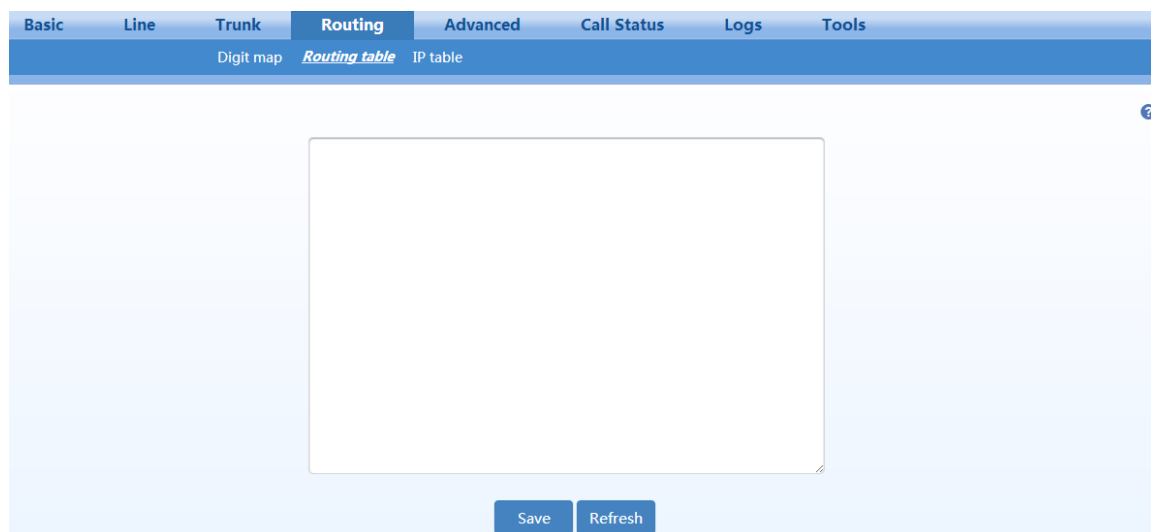 Basic Line Trunk Routing Advanced Call Status Logs Tools
Digit map Routing table IP table
?
Save Refresh